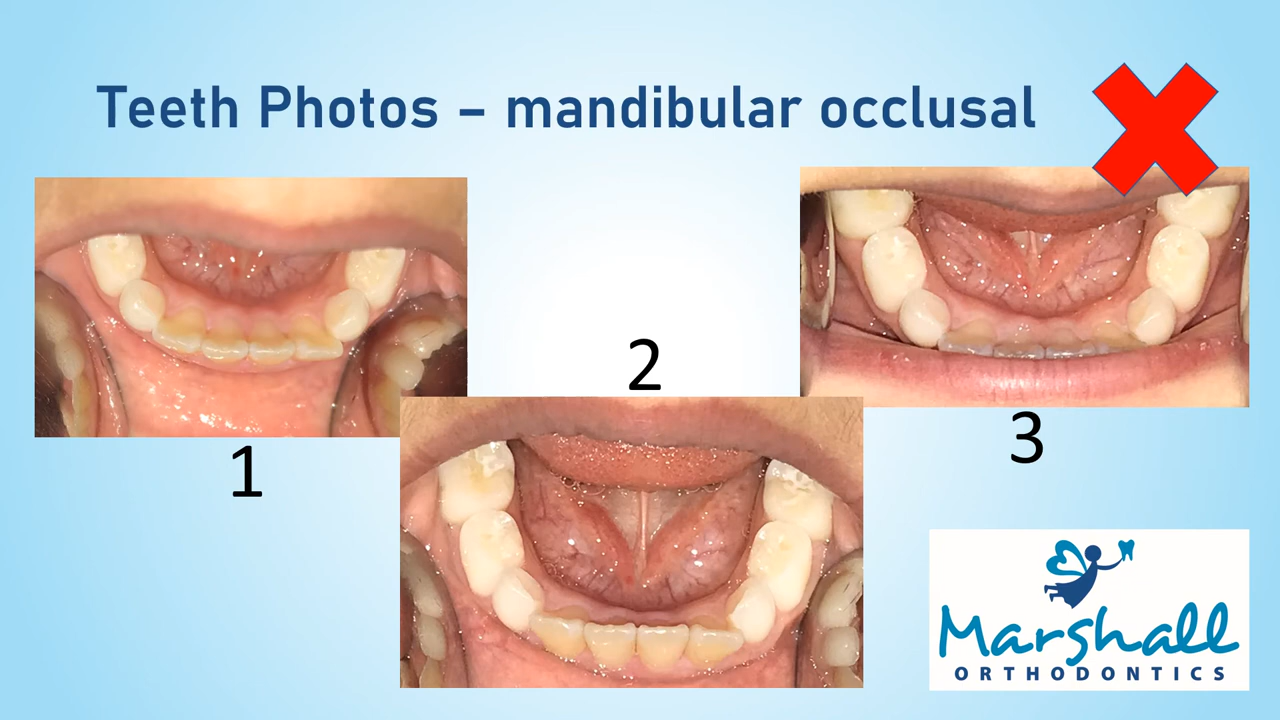 Teeth Photos – mandibular occlusal
1
2
3
Marshall
ORTHODONTICS